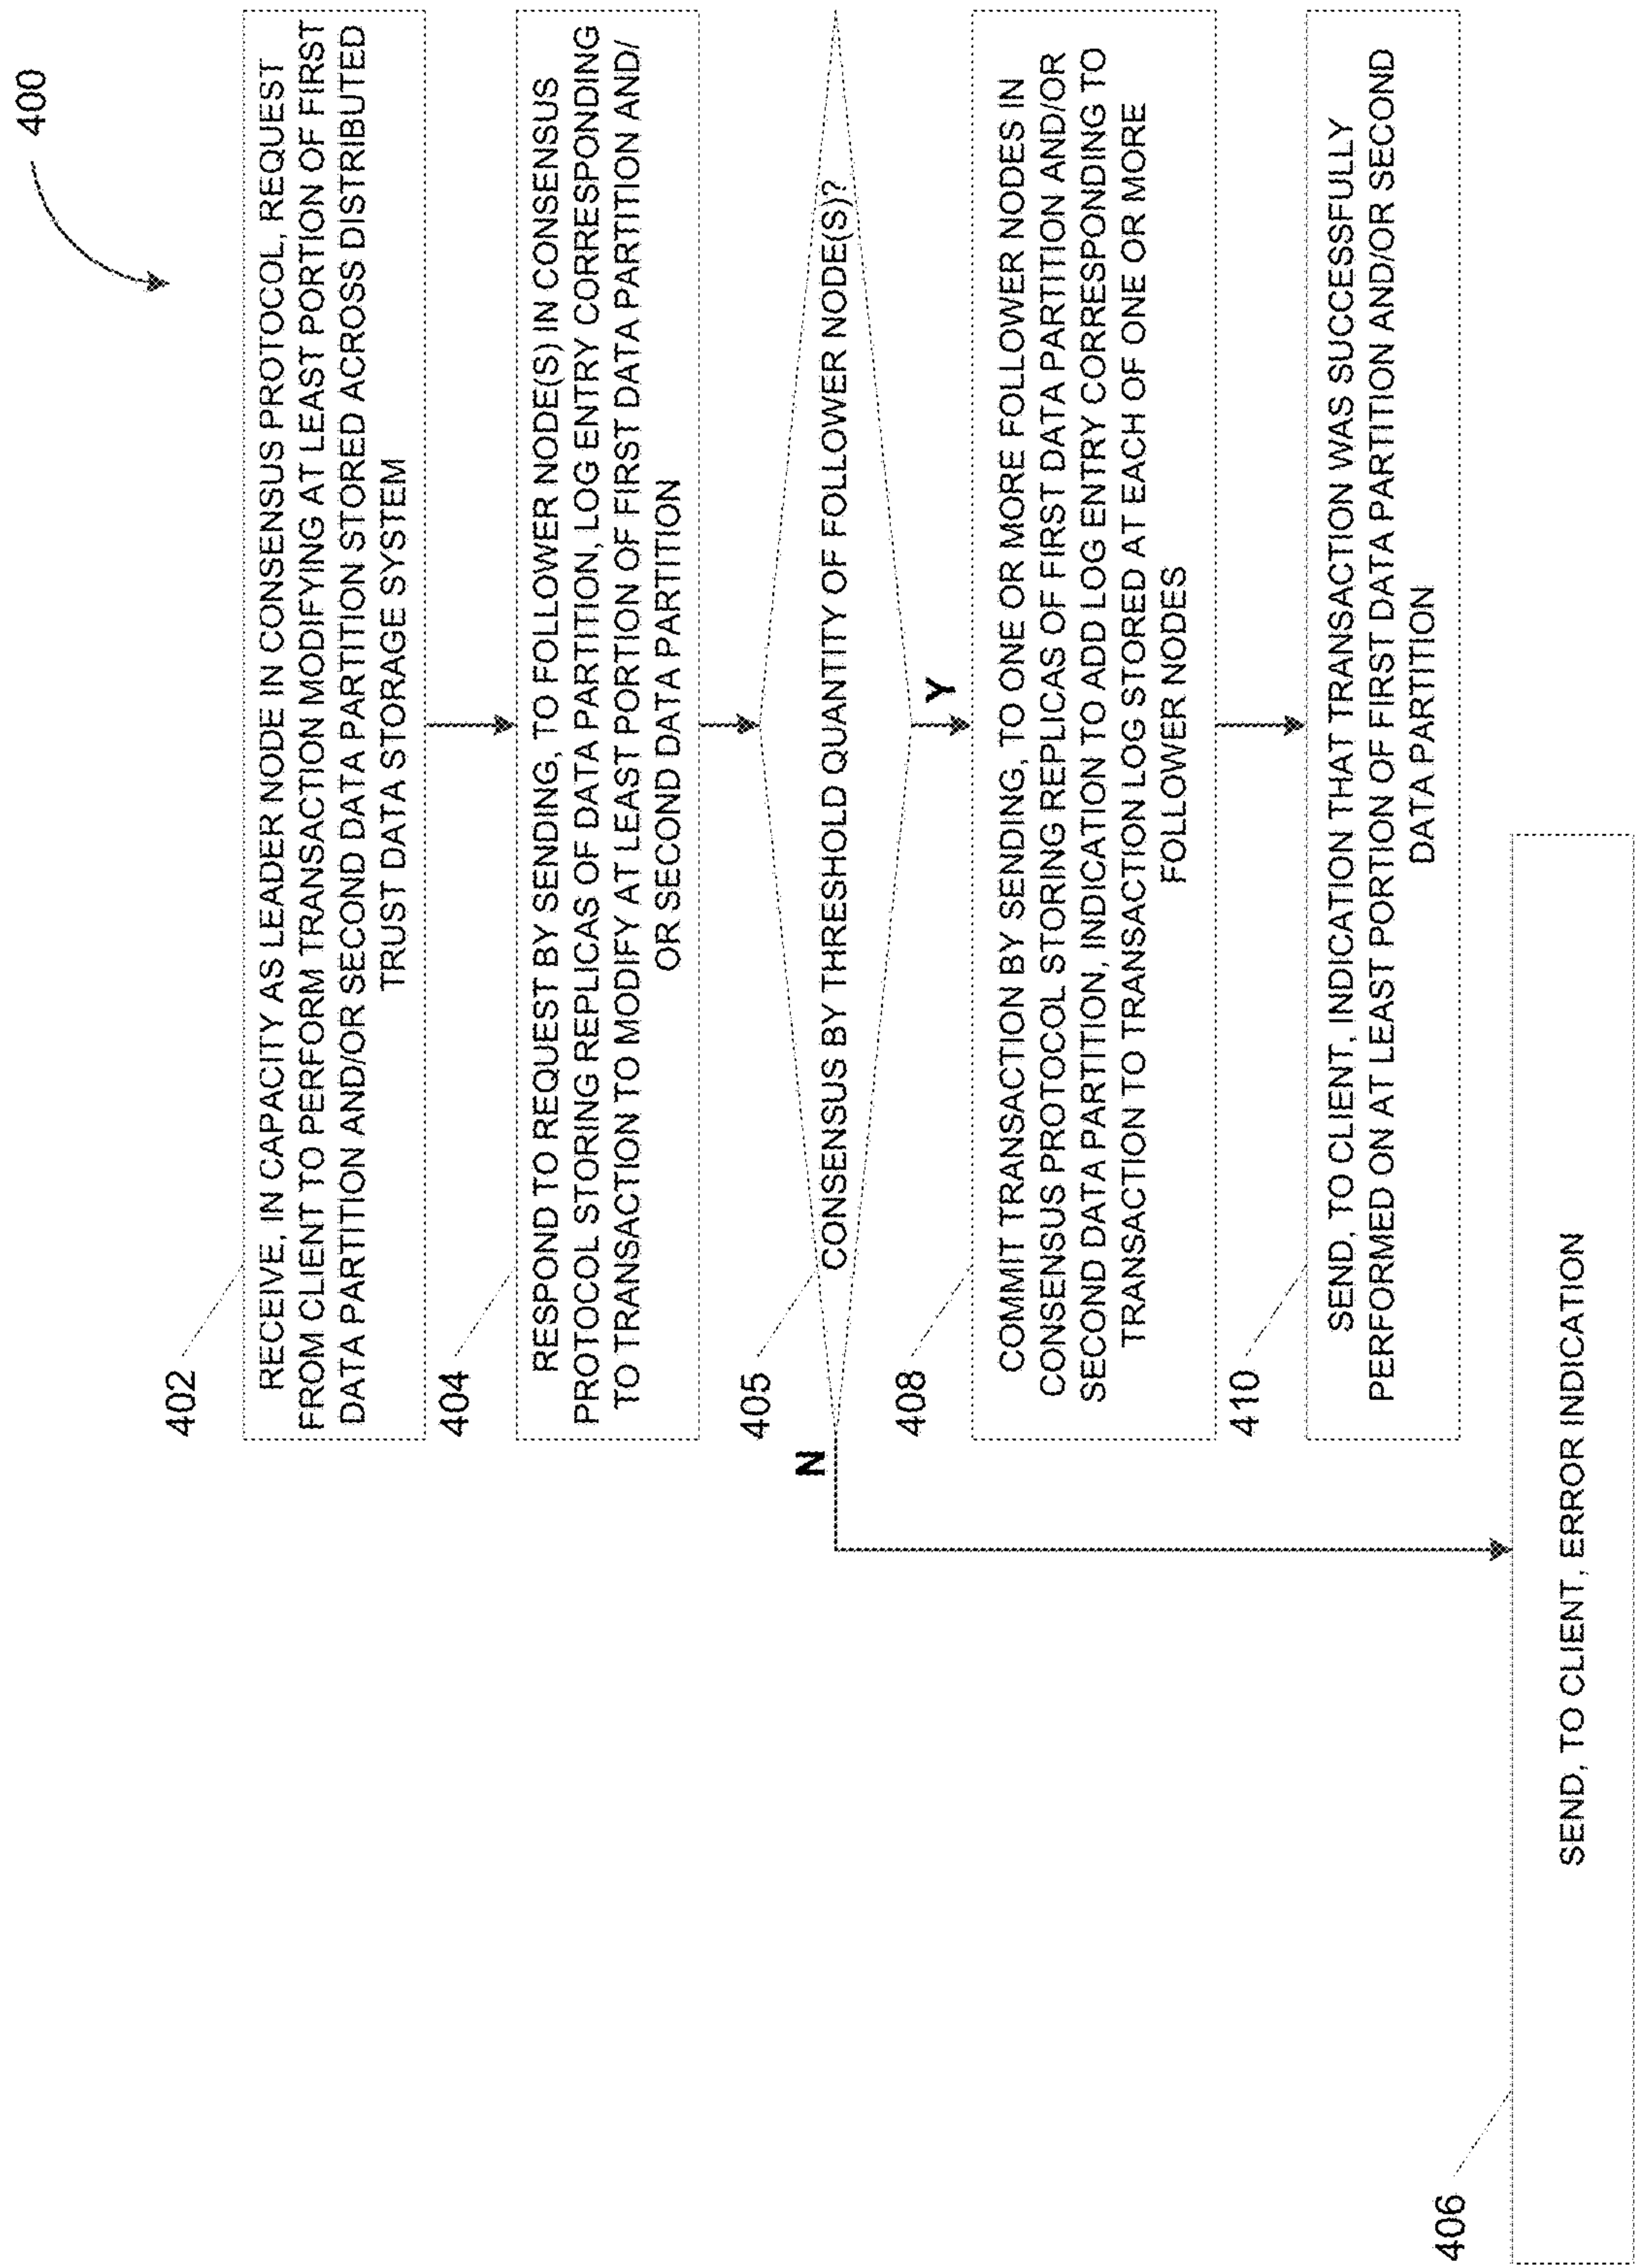 400
402
RECEIVE, IN CAPACITY AS LEADER NODE IN CONSENSUS PROTOCOL, REQUEST
FROM CLIENT TO PERFORM TRANSACTION MODIFYING AT LEAST PORTION OF FIRST
DATA PARTITION AND/OR SECOND DATA PARTITION STORED ACROSS DISTRIBUTED
TRUST DATA STORAGE SYSTEM
404
RESPOND TO REQUEST BY SENDING, TO FOLLOWER NODE(S) IN CONSENSUS
PROTOCOL STORING REPLICAS OF DATA PARTITION, LOG ENTRY CORRESPONDING
TO TRANSACTION TO MODIFY AT LEAST PORTION OF FIRST DATA PARTITION AND/
OR SECOND DATA PARTITION
405
CONSENSUS BY THRESHOLD QUANTITY OF FOLLOWER NODE(S)?
N
Y
408
COMMIT TRANSACTION BY SENDING, TO ONE OR MORE FOLLOWER NODES IN
CONSENSUS PROTOCOL STORING REPLICAS OF FIRST DATA PARTITION AND/OR
SECOND DATA PARTITION, INDICATION TO ADD LOG ENTRY CORRESPONDING TO
TRANSACTION TO TRANSACTION LOG STORED AT EACH OF ONE OR MORE
FOLLOWER NODES
410
SEND, TO CLIENT, INDICATION THAT TRANSACTION WAS SUCCESSFULLY
PERFORMED ON AT LEAST PORTION OF FIRST DATA PARTITION AND/OR SECOND
DATA PARTITION
406
SEND, TO CLIENT, ERROR INDICATION